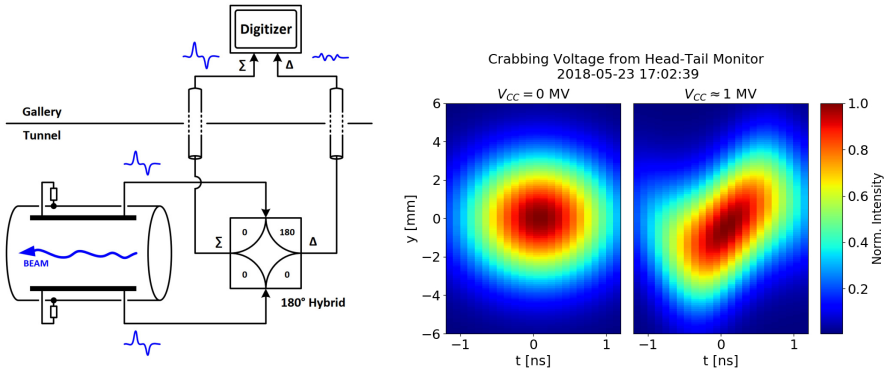 Digitizer
Σ
Δ
Gallery
Tunnel
BEAM
0
180
Σ
Δ
0
0
180° Hybrid
Crabbing Voltage from Head-Tail Monitor
2018-05-23 17:02:39
V_CC = 0 MV
V_CC ≈ 1 MV
y [mm]
6
4
2
0
−2
−4
−6
−1
0
1
t [ns]
−1
0
1
t [ns]
1.0
0.8
0.6
0.4
0.2
Norm. Intensity